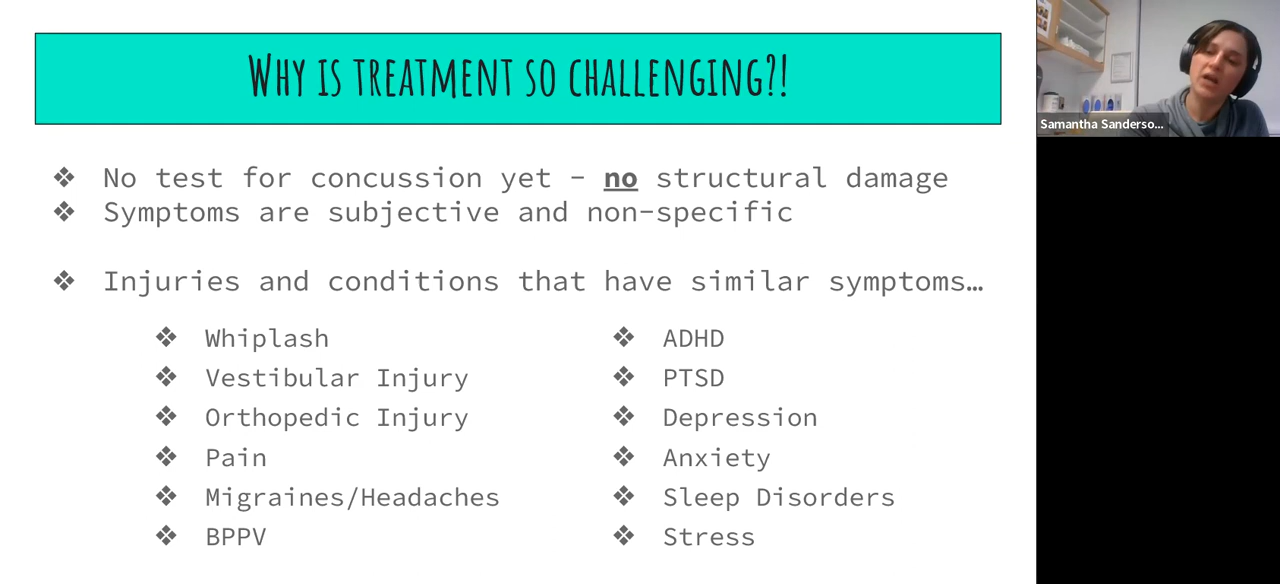 Why is treatment so challenging?!
❖ No test for concussion yet - no structural damage
❖ Symptoms are subjective and non-specific
❖ Injuries and conditions that have similar symptoms…
❖ Whiplash
❖ Vestibular Injury
❖ Orthopedic Injury
❖ Pain
❖ Migraines/Headaches
❖ BPPV
❖ ADHD
❖ PTSD
❖ Depression
❖ Anxiety
❖ Sleep Disorders
❖ Stress
Samantha Sanderso...